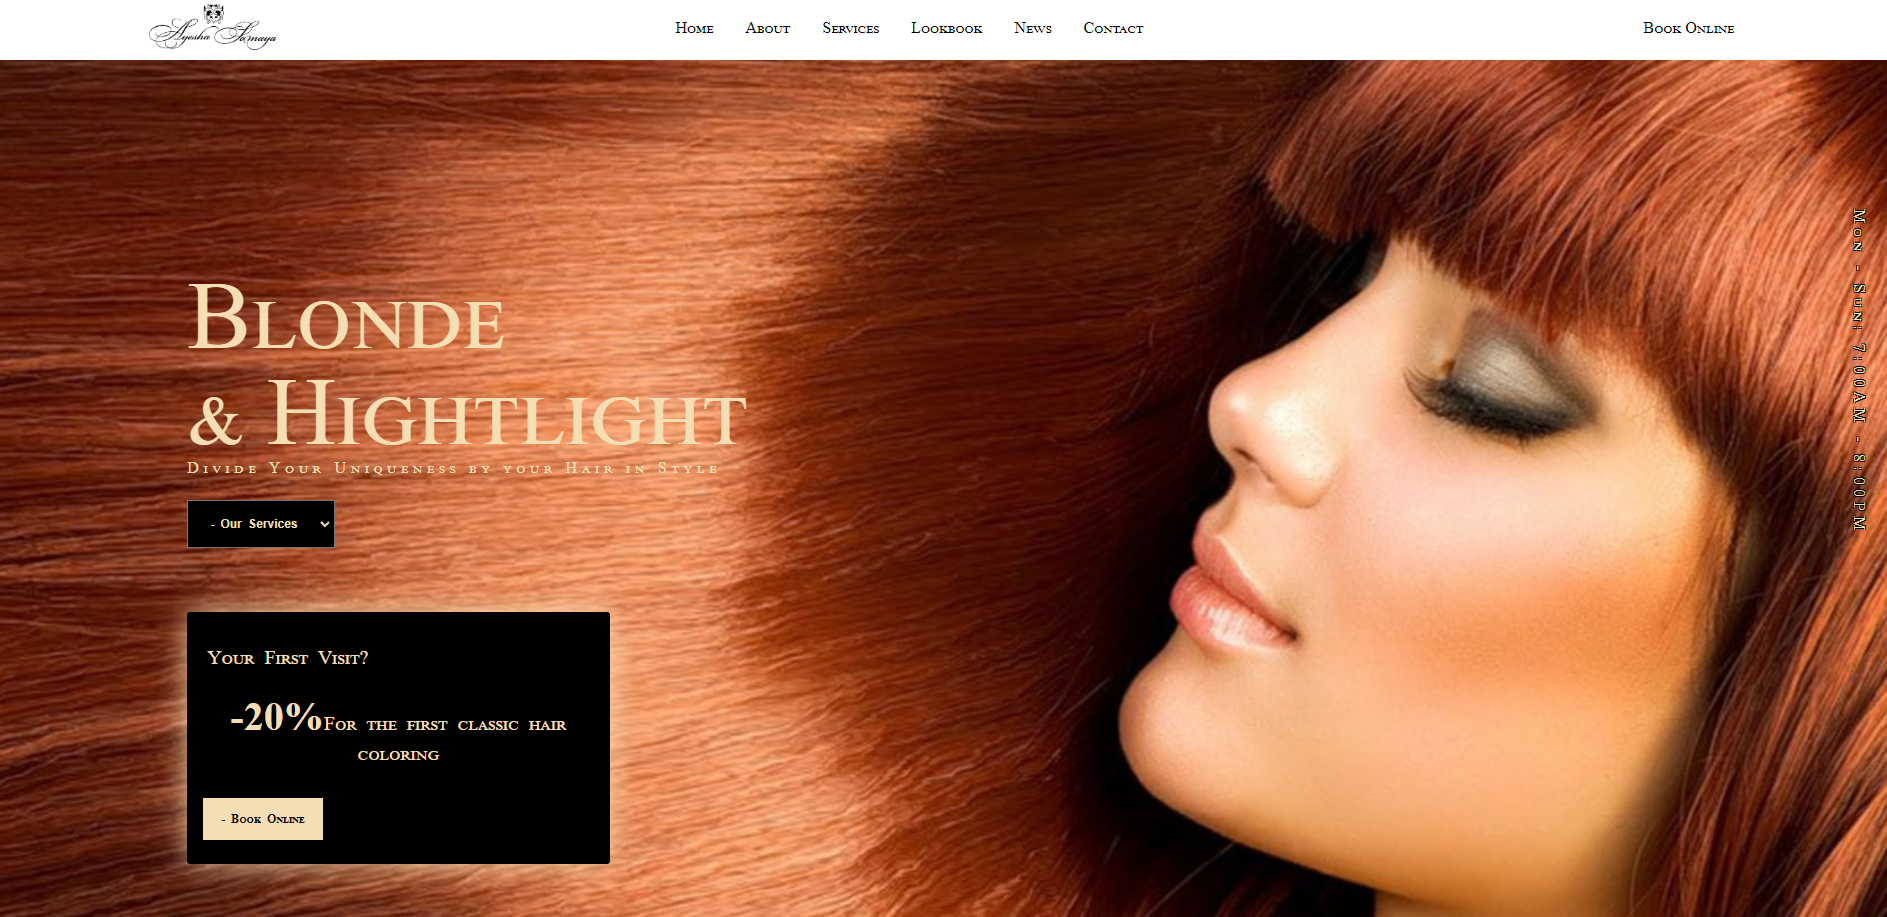 Ayesha Somaya
Home About Services Lookbook News Contact Book Online
Mon - Sun: 7:00AM - 8:00PM
Blonde
& Hightlight
Divide Your Uniqueness by your Hair in Style
- Our Services
Your First Visit?
-20%For the first classic hair
coloring
- Book Online